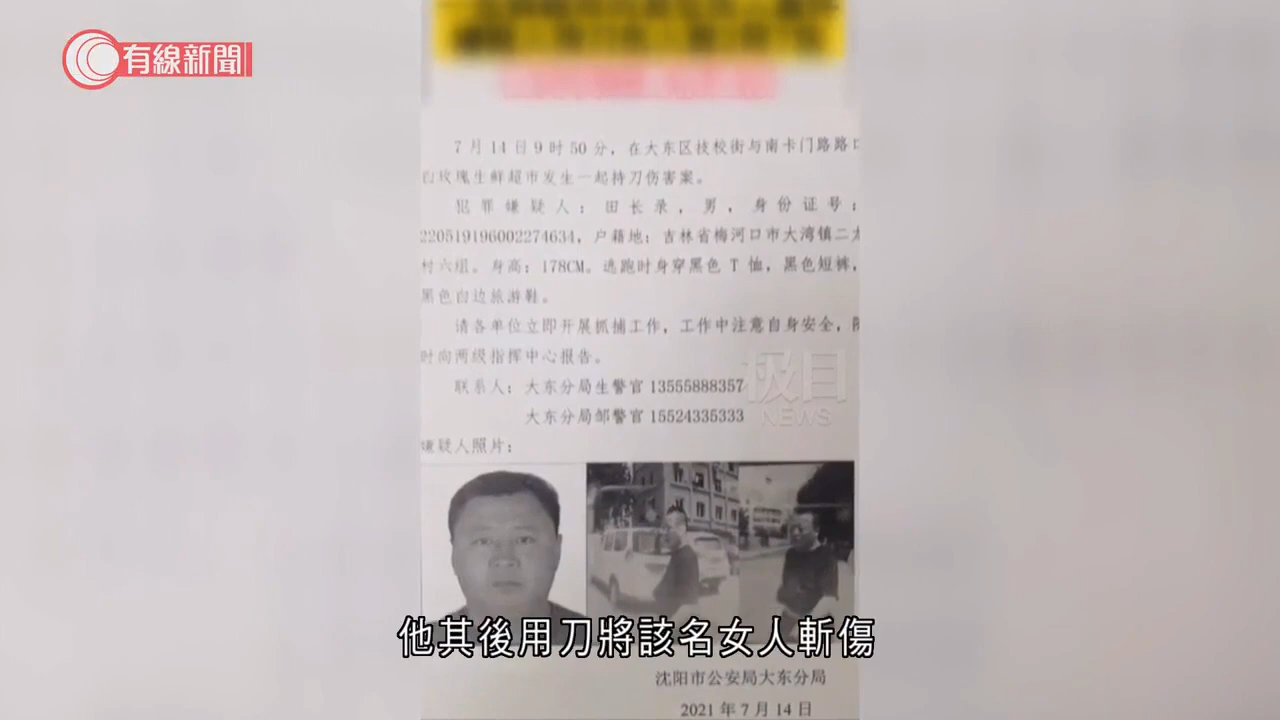 有線新聞
7月14日9时50分，在大东区技校街与南卡门路路口
白玫瑰生鲜超市发生一起持刀伤害案。
犯罪嫌疑人：田长录，男，身份证号：
220519196002274634，户籍地：吉林省梅河口市大湾镇二
村六组。身高：178CM。逃跑时身穿黑色T恤，黑色短裤，
黑色白边旅游鞋。
请各单位立即开展抓捕工作，工作中注意自身安全，
时向两级指挥中心报告。
极目
NEWS
联系人：大东分局生警官13555888357
大东分局邹警官15524335333
嫌疑人照片：
他其後用刀將該名女人斬傷
沈阳市公安局大东分局
2021年7月14日